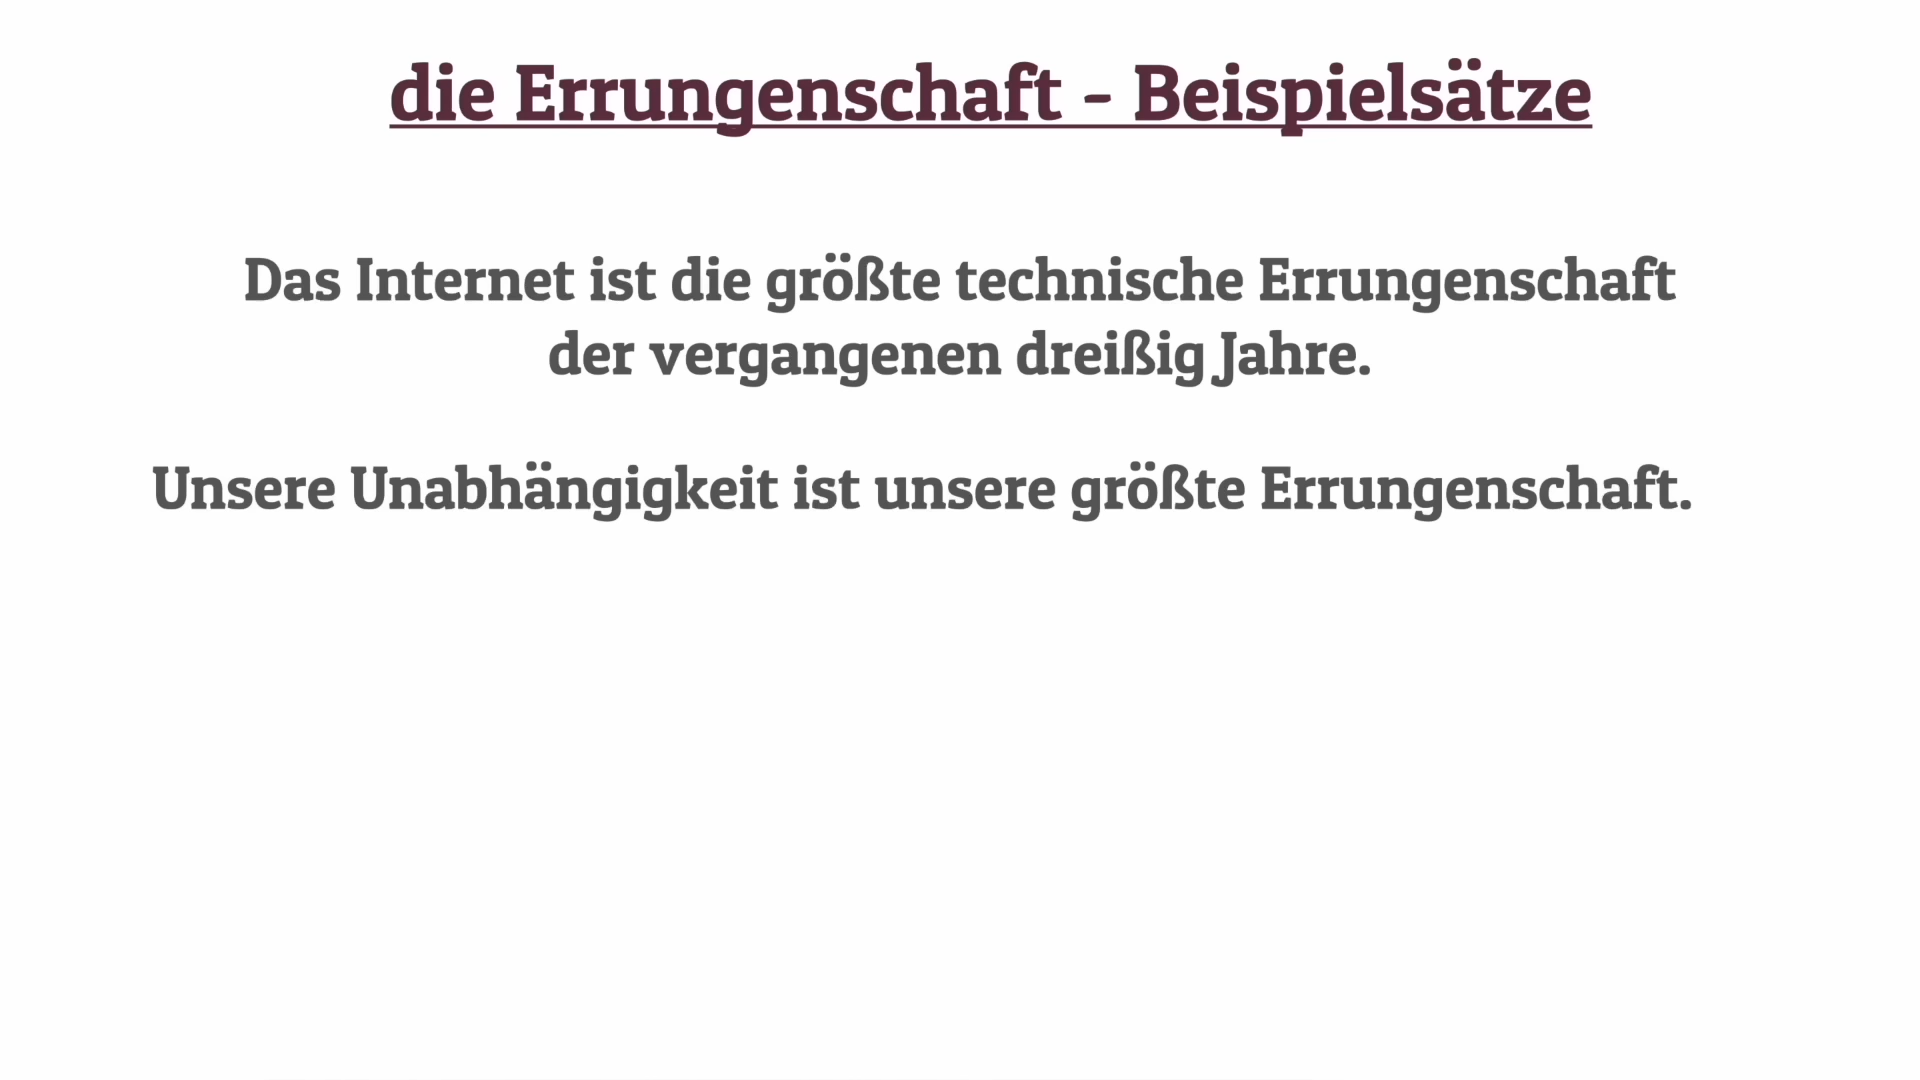 die Errungenschaft - Beispielsätze
Das Internet ist die größte technische Errungenschaft
der vergangenen dreißig Jahre.
Unsere Unabhängigkeit ist unsere größte Errungenschaft.